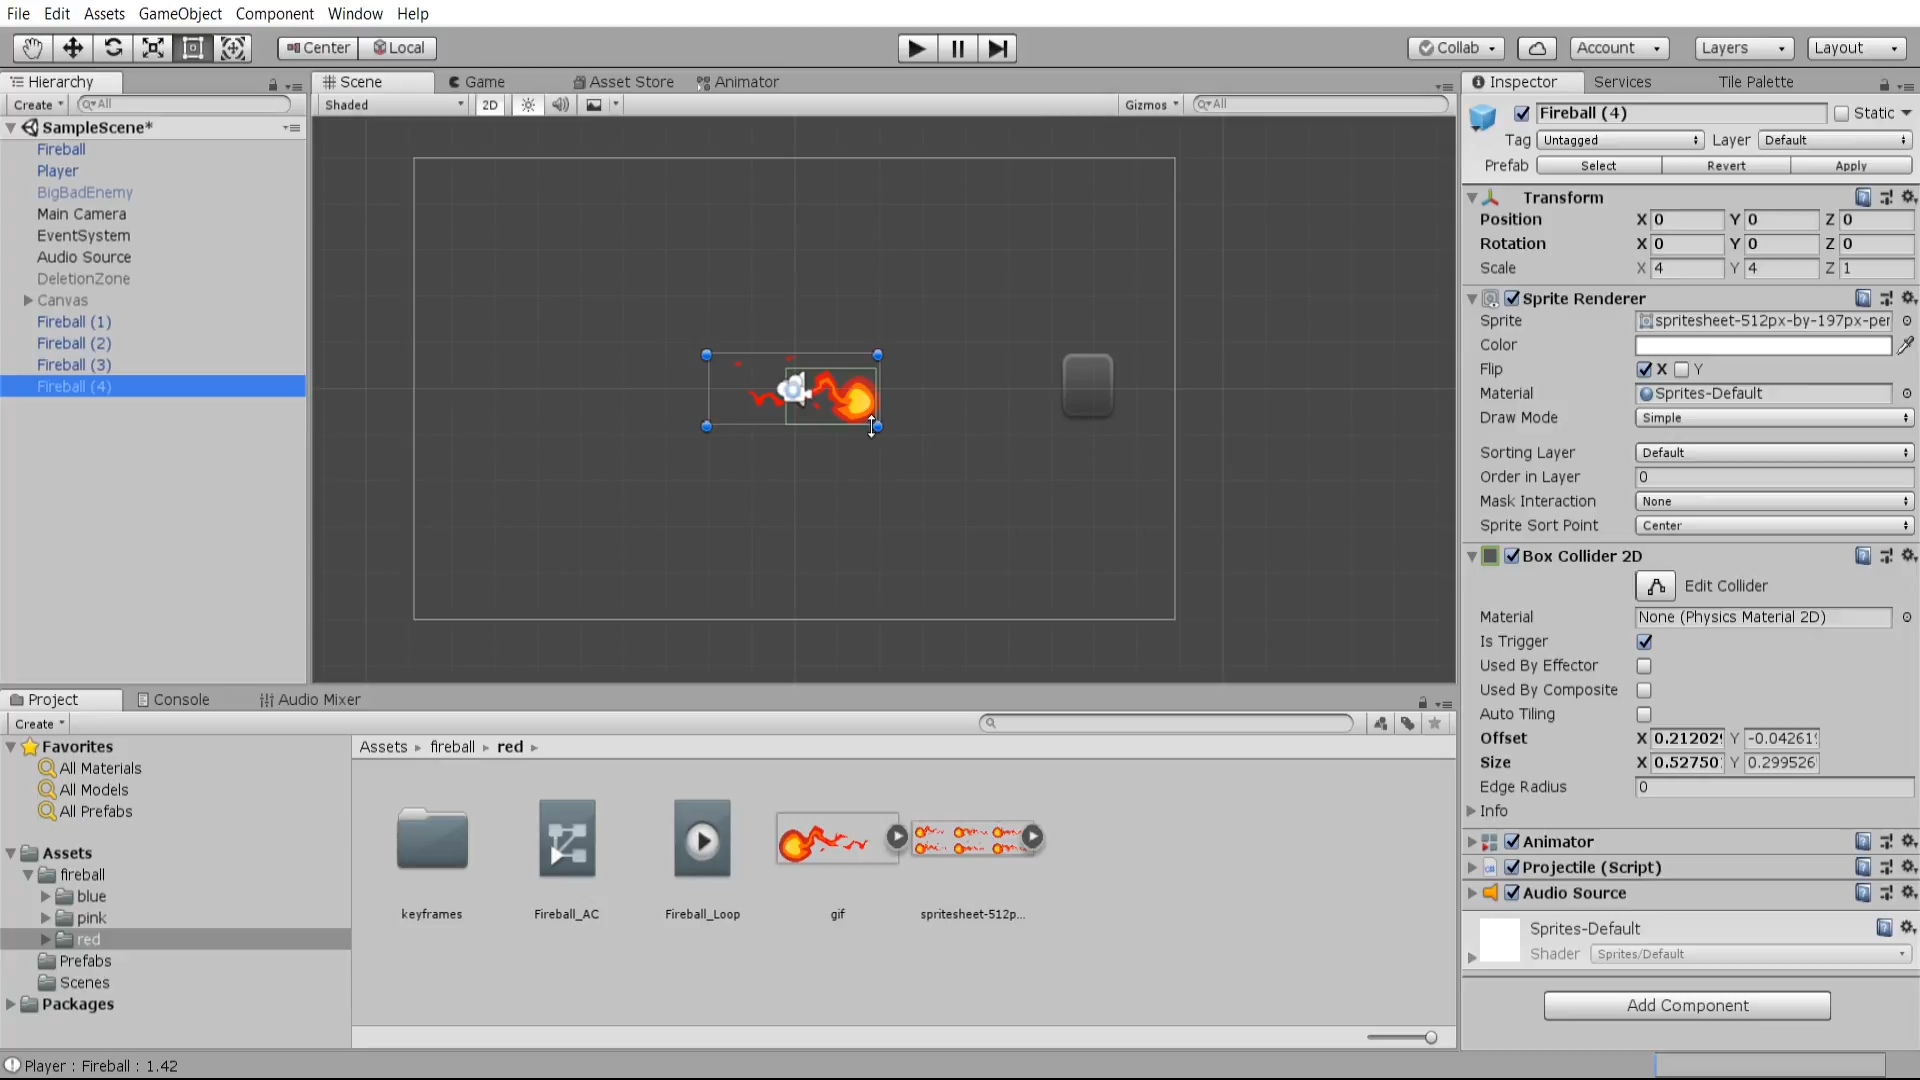 File Edit Assets GameObject Component Window Help
Center Local Collab Account Layers Layout
Hierarchy
Create All
SampleScene*
Fireball
Player
BigBadEnemy
Main Camera
EventSystem
Audio Source
DeletionZone
Canvas
Fireball (1)
Fireball (2)
Fireball (3)
Fireball (4)
Scene Game Asset Store Animator
Shaded 2D Gizmos All
Inspector Services Tile Palette
Fireball (4) Static
Tag Untagged Layer Default
Prefab Select Revert Apply
Transform
Position X 0 Y 0 Z 0
Rotation X 0 Y 0 Z 0
Scale X 4 Y 4 Z 1
Sprite Renderer
Sprite spritesheet-512px-by-197px-per
Color
Flip X Y
Material Sprites-Default
Draw Mode Simple
Sorting Layer Default
Order in Layer 0
Mask Interaction None
Sprite Sort Point Center
Box Collider 2D
Edit Collider
Material None (Physics Material 2D)
Is Trigger
Used By Effector
Used By Composite
Auto Tiling
Offset X 0.21202 Y -0.04261
Size X 0.52750 Y 0.299526
Edge Radius 0
Info
Animator
Projectile (Script)
Audio Source
Sprites-Default
Shader Sprites/Default
Add Component
Project Console Audio Mixer
Create
Favorites
All Materials
All Models
All Prefabs
Assets
fireball
blue
pink
red
Prefabs
Scenes
Packages
Assets fireball red
keyframes Fireball_AC Fireball_Loop gif spritesheet-512p...
Player : Fireball : 1.42